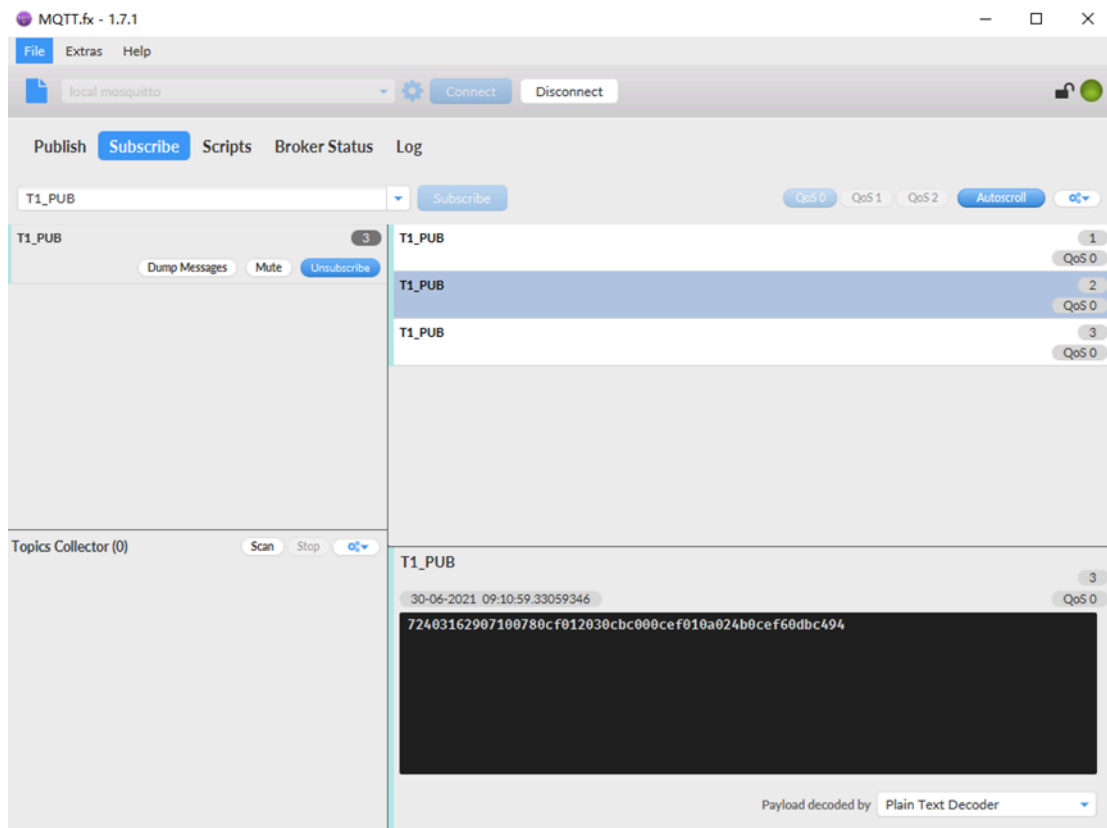 MQTT.fx - 1.7.1
File Extras Help
local mosquitto Connect Disconnect
Publish Subscribe Scripts Broker Status Log
T1_PUB Subscribe QoS 0 QoS 1 QoS 2 Autoscroll
T1_PUB 3
Dump Messages Mute Unsubscribe
T1_PUB 1
QoS 0
T1_PUB 2
QoS 0
T1_PUB 3
QoS 0
Topics Collector (0) Scan Stop
T1_PUB
3
30-06-2021 09:10:59.33059346 QoS 0
72403162907100780cf012030cbc000cef010a024b0cef60dbc494
Payload decoded by Plain Text Decoder